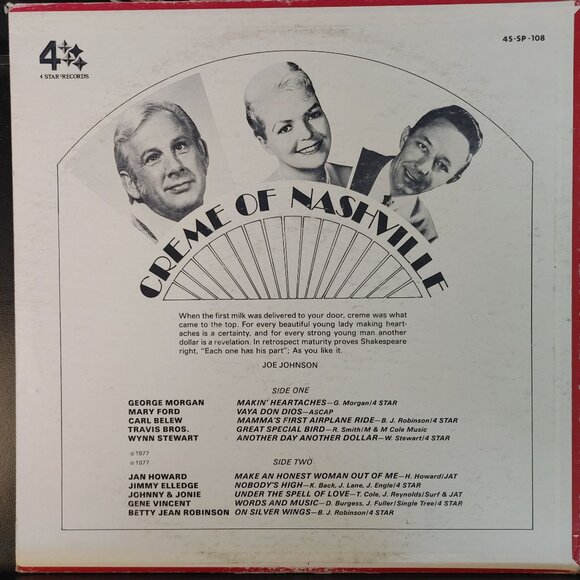 4
4 STAR RECORDS
4S-SP-108
CREME OF NASHVILLE
When the first milk was delivered to your door, creme was what
came to the top. For every beautiful young lady making heart-
aches is a certainty, and for every strong young man another
dollar is a revelation. In retrospect maturity proves Shakespeare
right, "Each one has his part"; As you like it.
JOE JOHNSON
SIDE ONE
GEORGE MORGAN MAKIN' HEARTACHES—G. Morgan/4 STAR
MARY FORD VAYA DON DIOS—ASCAP
CARL BELEW MAMMA'S FIRST AIRPLANE RIDE—B. J. Robinson/4 STAR
TRAVIS BROS. GREAT SPECIAL BIRD—R. Smith/M & M Cole Music
WYNN STEWART ANOTHER DAY ANOTHER DOLLAR—W. Stewart/4 STAR
© 1977
℗ 1977
SIDE TWO
JAN HOWARD MAKE AN HONEST WOMAN OUT OF ME—H. Howard/JAT
JIMMY ELLEDGE NOBODY'S HIGH—K. Back, J. Lane, J. Engle/4 STAR
JOHNNY & JONIE UNDER THE SPELL OF LOVE—T. Cole, J. Reynolds/Surf & JAT
GENE VINCENT WORDS AND MUSIC—D. Burgess, J. Fuller/Single Tree/4 STAR
BETTY JEAN ROBINSON ON SILVER WINGS—B. J. Robinson/4 STAR